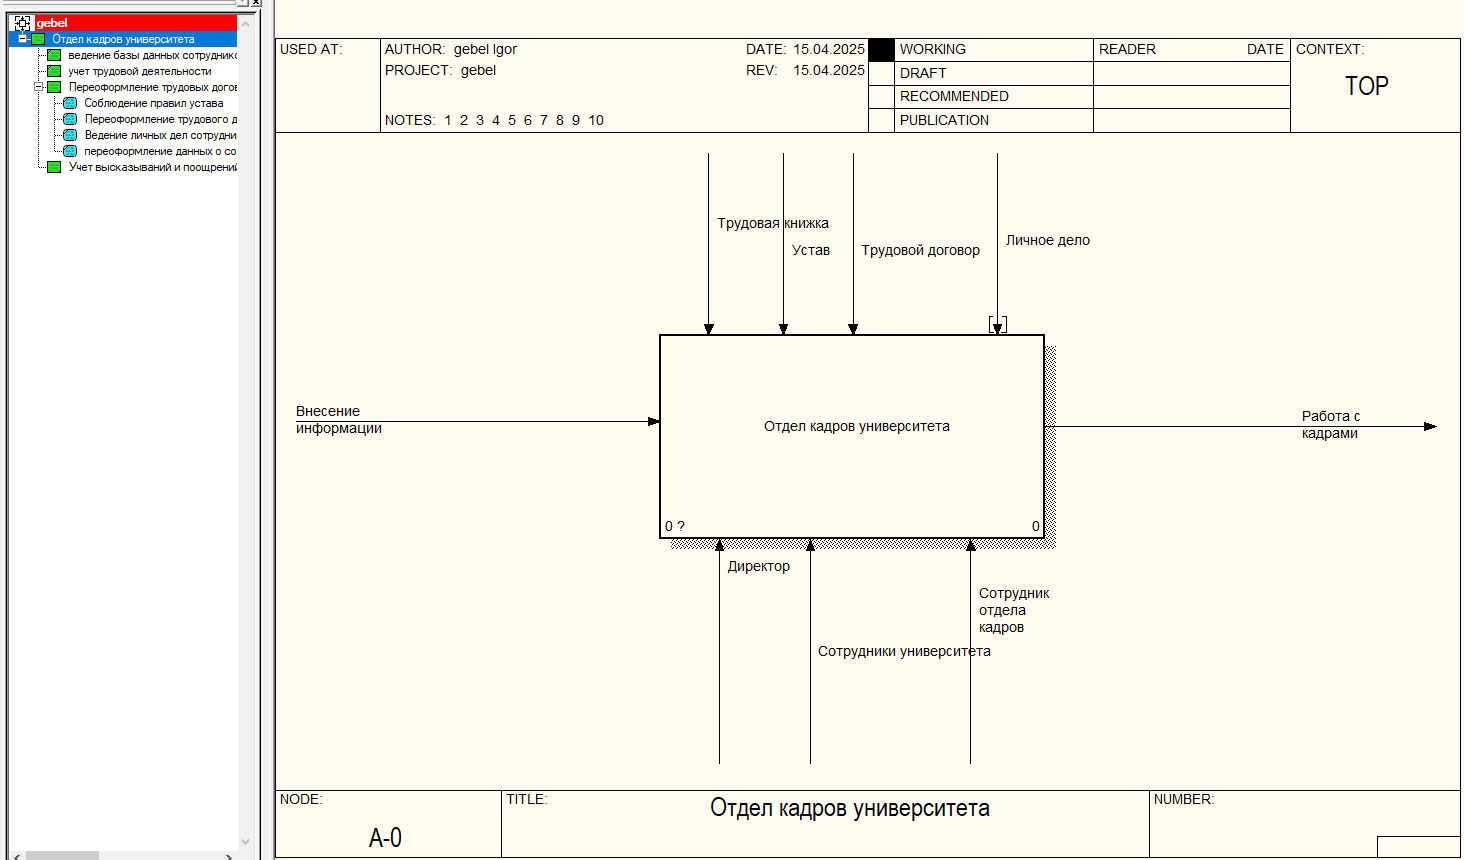 gebel
Отдел кадров университета
ведение базы данных сотруднико
учет трудовой деятельности
Переоформление трудовых догов
Соблюдение правил устава
Переоформление трудового д
Ведение личных дел сотрудни
переоформление данных о со
Учет высказываний и поощрений
USED AT:
AUTHOR: gebel Igor
DATE: 15.04.2025
PROJECT: gebel
REV: 15.04.2025
NOTES: 1 2 3 4 5 6 7 8 9 10
WORKING
DRAFT
RECOMMENDED
PUBLICATION
READER DATE
CONTEXT:
TOP
Трудовая книжка
Устав
Трудовой договор
Личное дело
Внесение
информации
Отдел кадров университета
Работа с
кадрами
0 ?
0
Директор
Сотрудник
отдела
кадров
Сотрудники университета
NODE:
A-0
TITLE:
Отдел кадров университета
NUMBER: